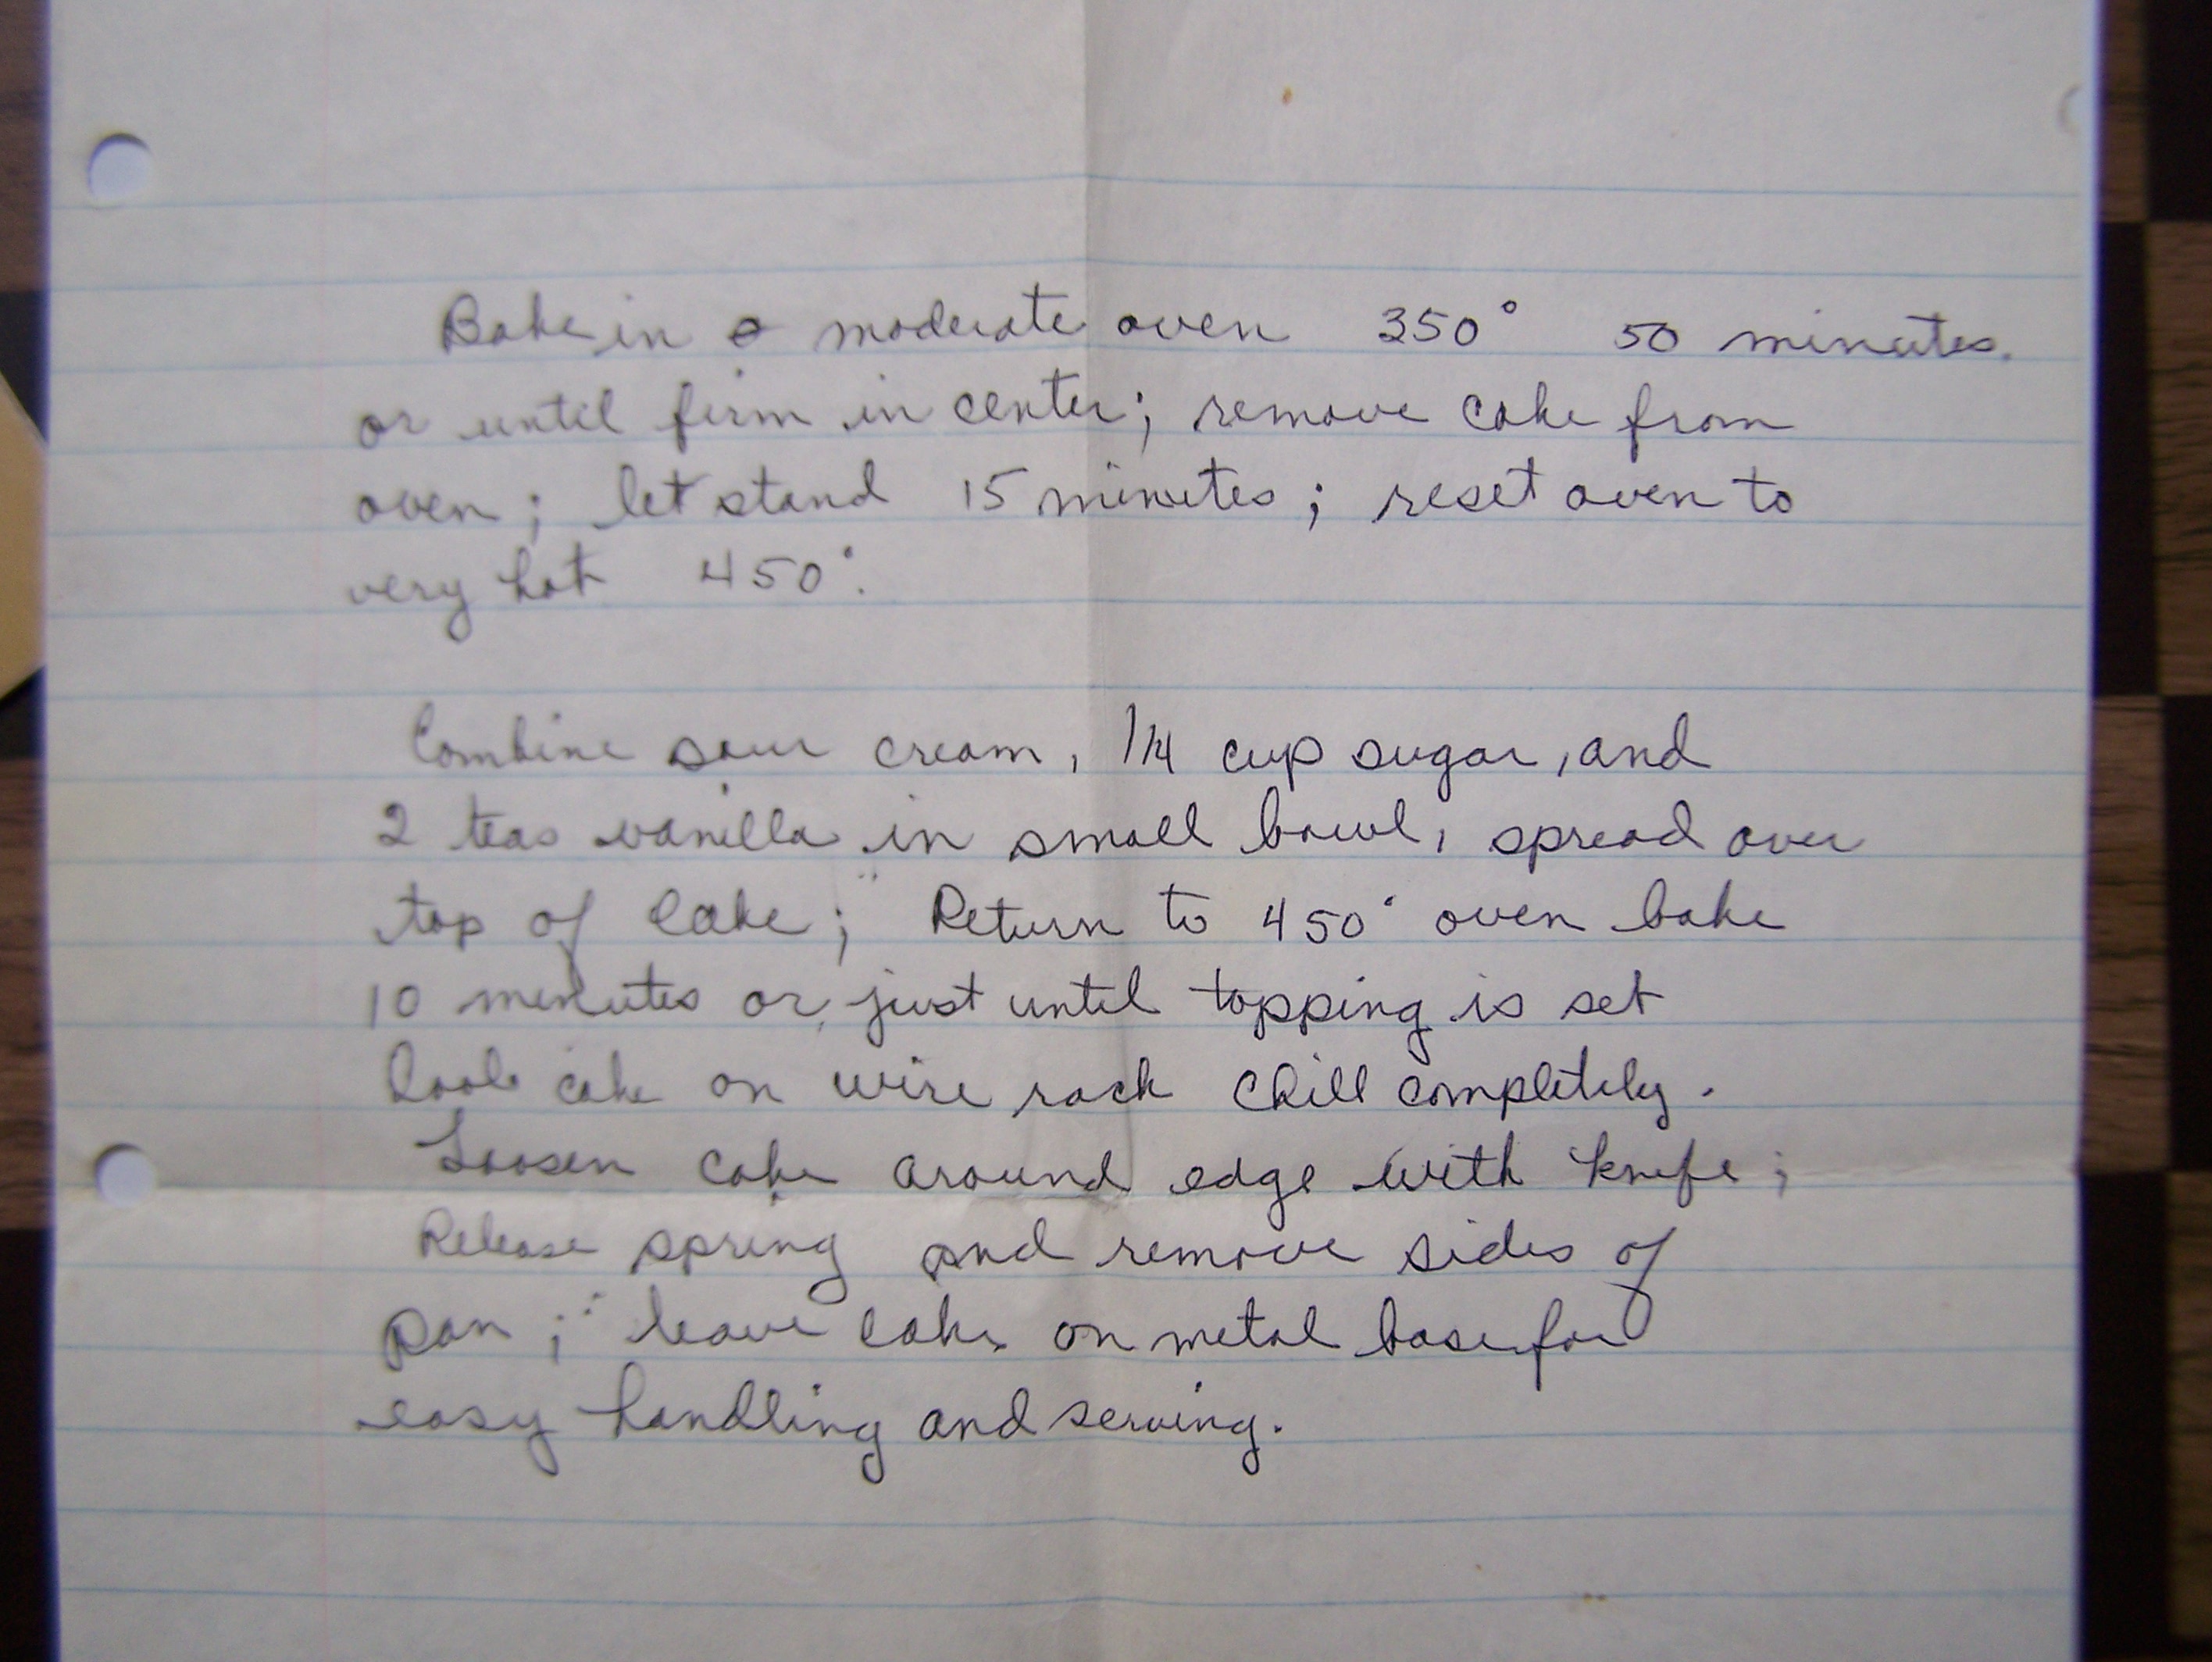 Bake in a moderate oven 350° 50 minutes.
or until firm in center; remove cake from
oven; let stand 15 minutes; reset oven to
very hot 450°.
Combine sour cream, 1/4 cup sugar, and
2 teas vanilla in small bowl, spread over
top of cake; Return to 450° oven bake
10 minutes or just until topping is set
Cool cake on wire rack Chill completely.
Loosen cake around edge with knife;
Release spring and remove sides of
pan; leave cake on metal base for
easy handling and serving.